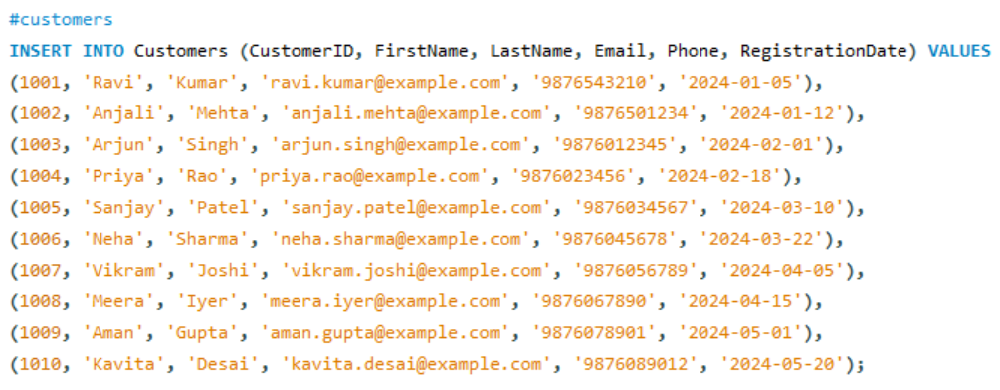 #customers
INSERT INTO Customers (CustomerID, FirstName, LastName, Email, Phone, RegistrationDate) VALUES
(1001, 'Ravi', 'Kumar', 'ravi.kumar@example.com', '9876543210', '2024-01-05'),
(1002, 'Anjali', 'Mehta', 'anjali.mehta@example.com', '9876501234', '2024-01-12'),
(1003, 'Arjun', 'Singh', 'arjun.singh@example.com', '9876012345', '2024-02-01'),
(1004, 'Priya', 'Rao', 'priya.rao@example.com', '9876023456', '2024-02-18'),
(1005, 'Sanjay', 'Patel', 'sanjay.patel@example.com', '9876034567', '2024-03-10'),
(1006, 'Neha', 'Sharma', 'neha.sharma@example.com', '9876045678', '2024-03-22'),
(1007, 'Vikram', 'Joshi', 'vikram.joshi@example.com', '9876056789', '2024-04-05'),
(1008, 'Meera', 'Iyer', 'meera.iyer@example.com', '9876067890', '2024-04-15'),
(1009, 'Aman', 'Gupta', 'aman.gupta@example.com', '9876078901', '2024-05-01'),
(1010, 'Kavita', 'Desai', 'kavita.desai@example.com', '9876089012', '2024-05-20');